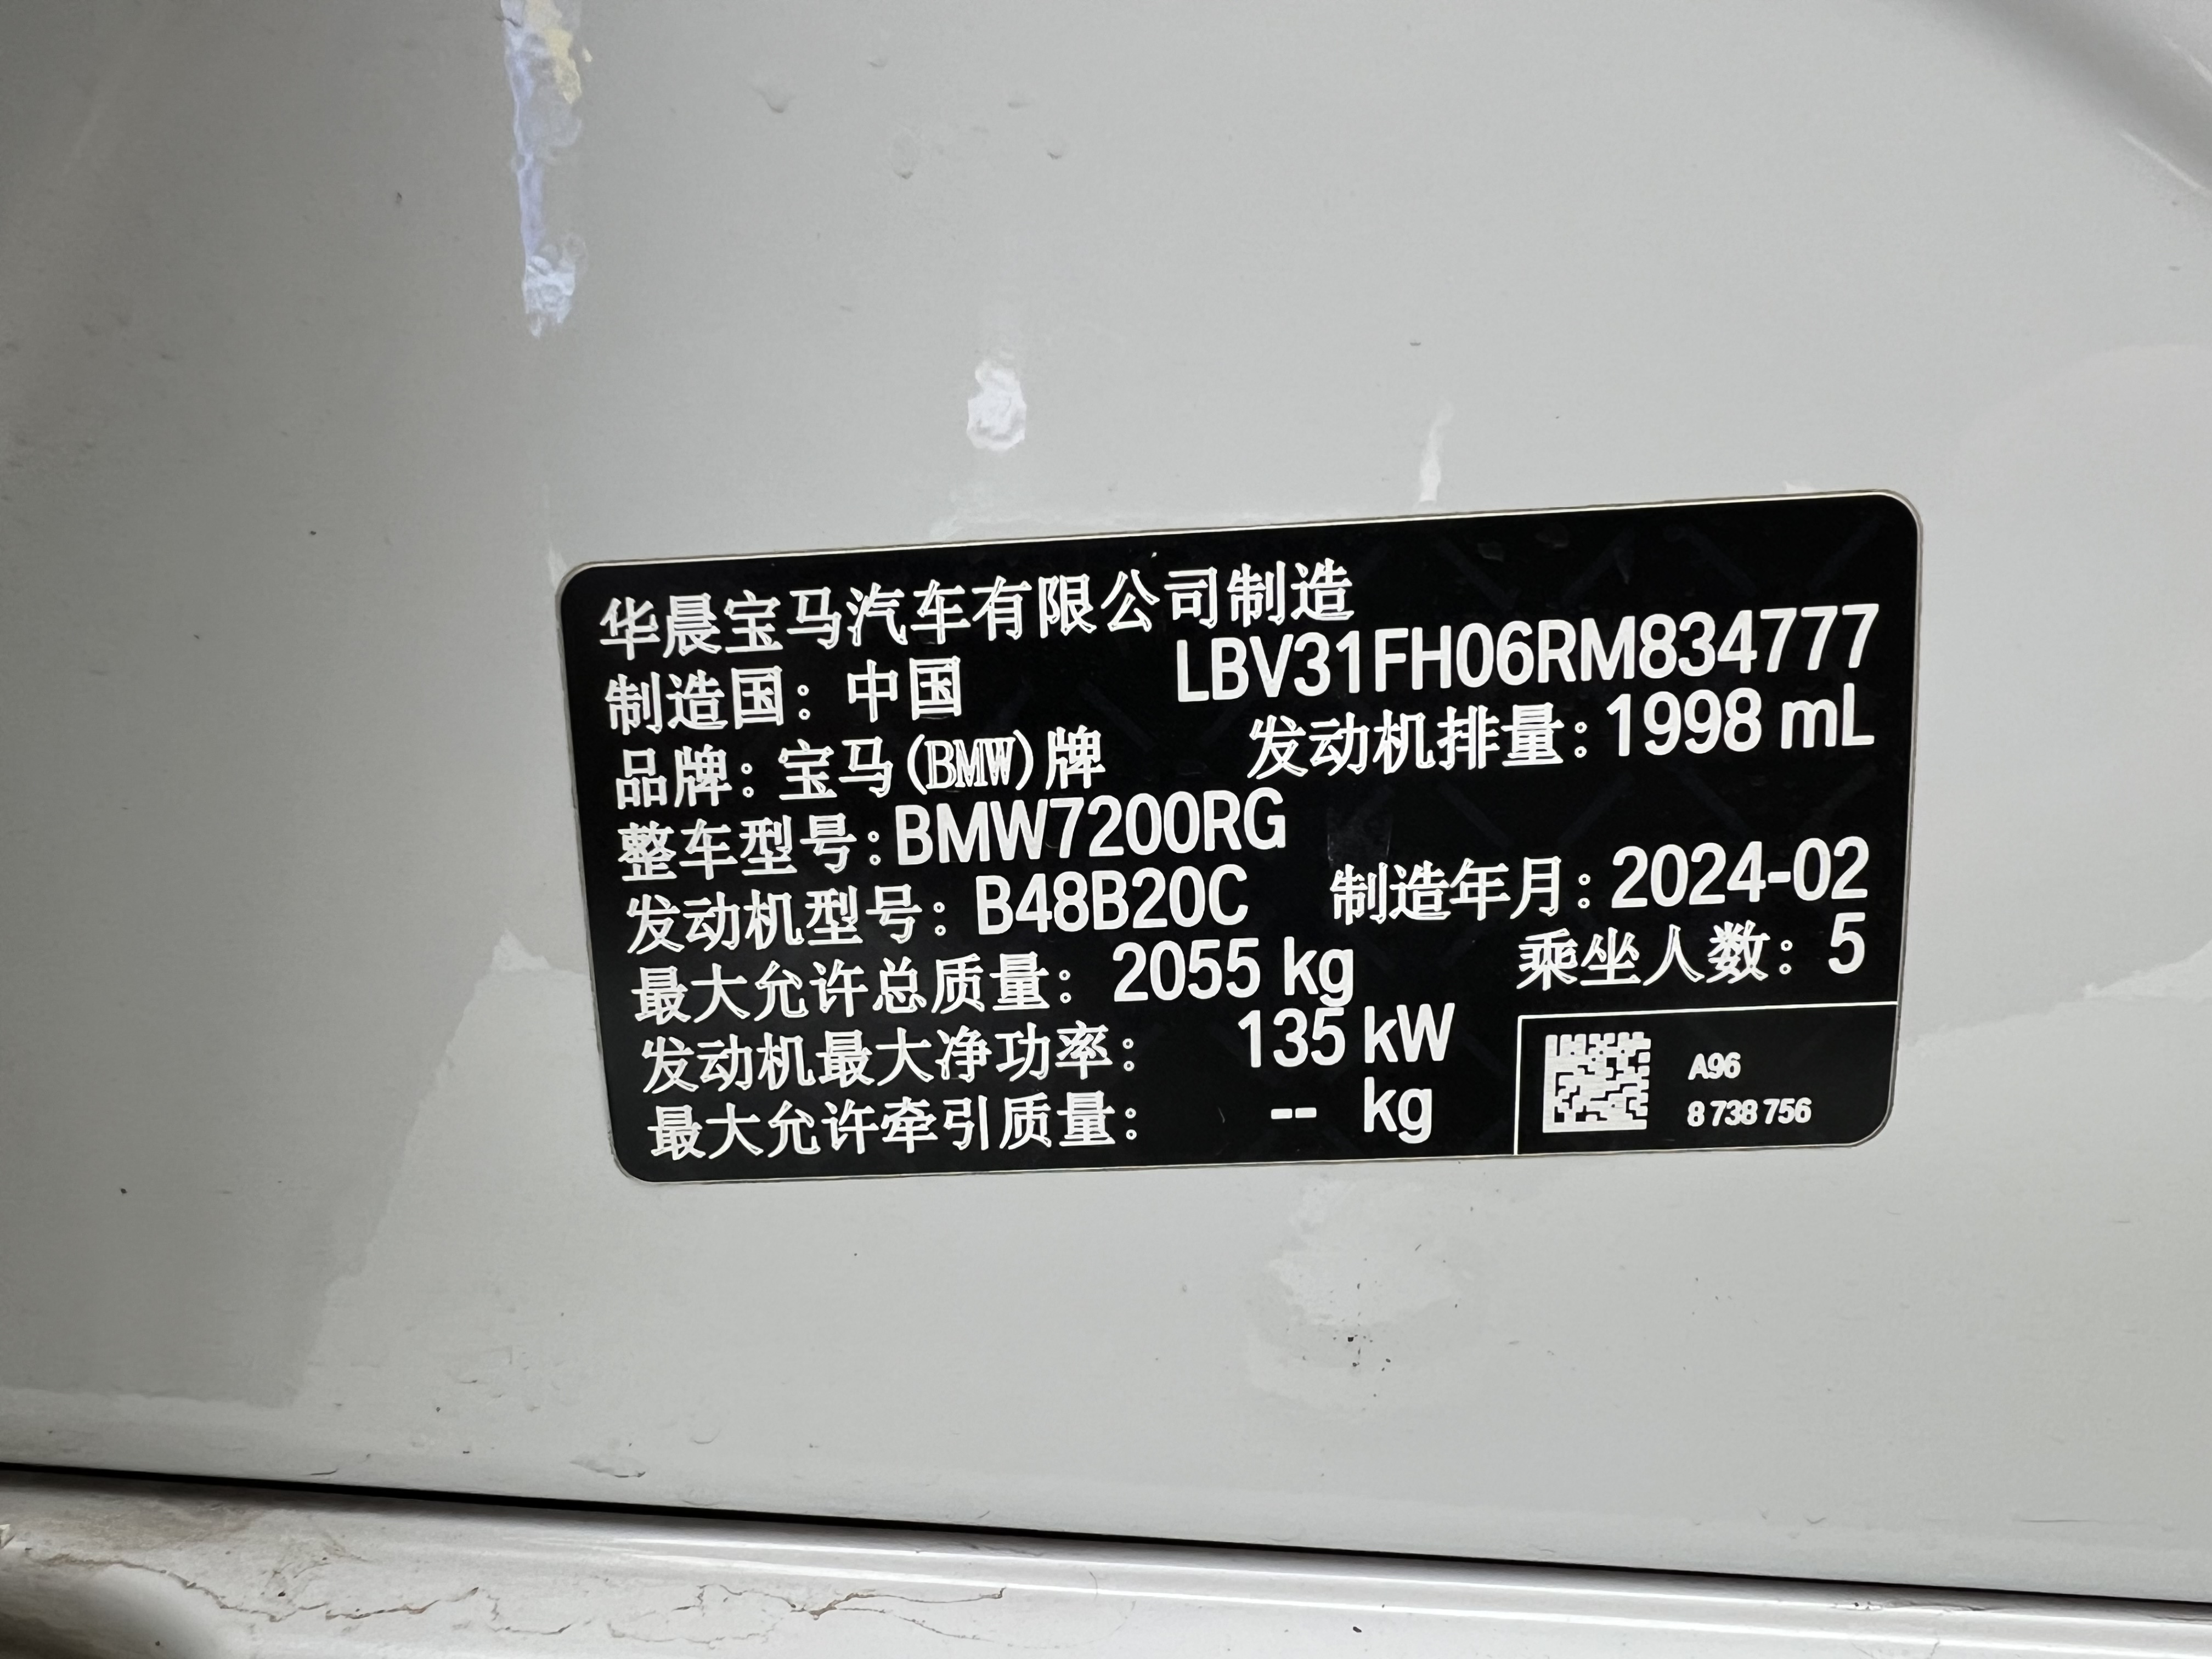 华晨宝马汽车有限公司制造
制造国：中国 LBV31FH06RM834777
品牌：宝马(BMW)牌 发动机排量：1998 mL
整车型号：BMW7200RG
发动机型号：B48B20C 制造年月：2024-02
最大允许总质量：2055 kg 乘坐人数：5
发动机最大净功率：135 kW
最大允许牵引质量：-- kg
A96
8 738 756